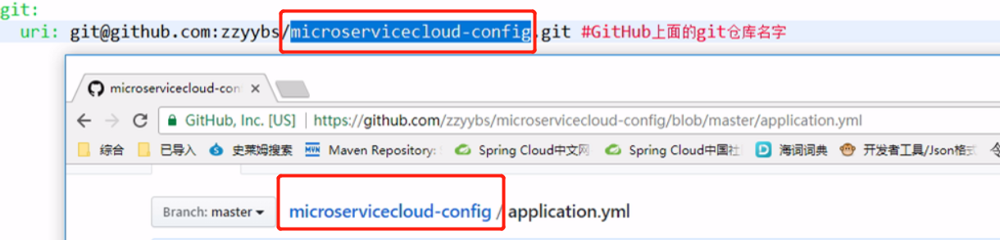 git:
uri: git@github.com:zzyybs/microservicecloud-config.git #GitHub上面的git仓库名字
microservicecloud-con
GitHub, Inc. [US] | https://github.com/zzyybs/microservicecloud-config/blob/master/application.yml
综合 已导入 史莱姆搜索 MVN Maven Repository: Spring Cloud中文网 Spring Cloud中国社 海词词典 开发者工具/Json格式
Branch: master microservicecloud-config / application.yml